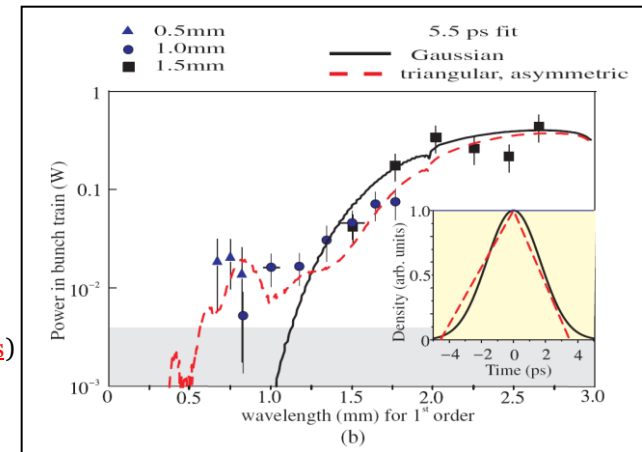 0.5mm
1.0mm
1.5mm
5.5 ps fit
Gaussian
triangular, asymmetric
1
0.1
10⁻²
10⁻³
Power in bunch train (W)
0
0.5
1.0
1.5
2.0
2.5
3.0
wavelength (mm) for 1ˢᵗ order
(b)
1.0
0.5
0
Density (arb. units)
−4
−2
0
2
4
Time (ps)
s)